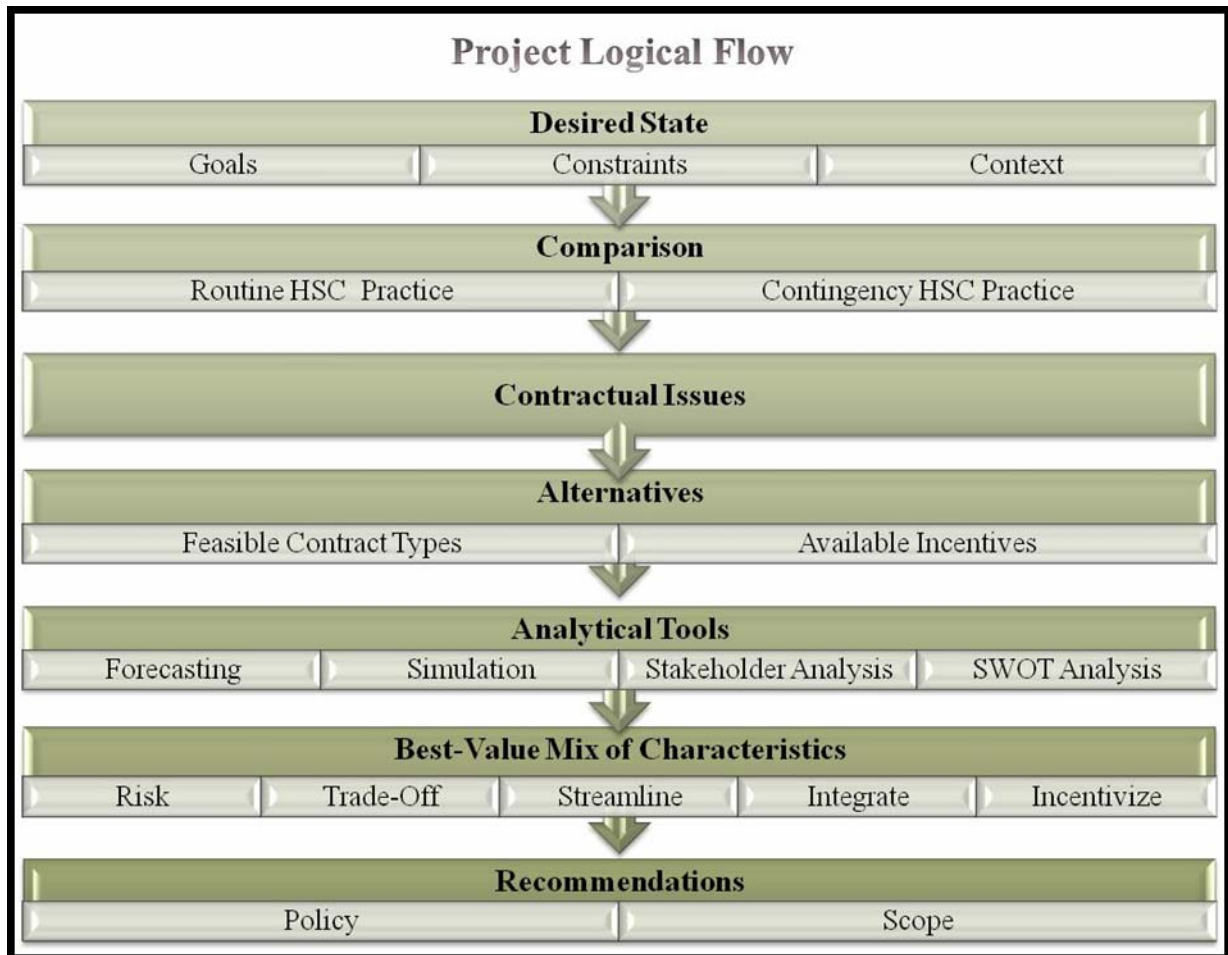 Project Logical Flow
Desired State
Goals Constraints Context
Comparison
Routine HSC Practice Contingency HSC Practice
Contractual Issues
Alternatives
Feasible Contract Types Available Incentives
Analytical Tools
Forecasting Simulation Stakeholder Analysis SWOT Analysis
Best-Value Mix of Characteristics
Risk Trade-Off Streamline Integrate Incentivize
Recommendations
Policy Scope